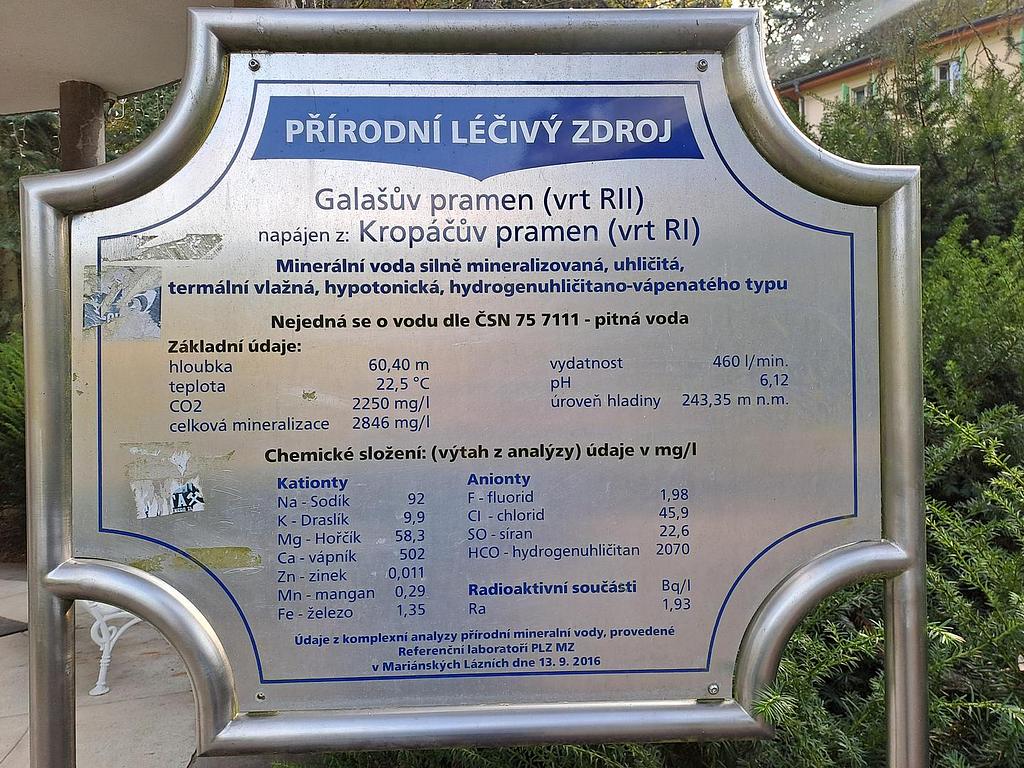 PŘÍRODNÍ LÉČIVÝ ZDROJ
Galašův pramen (vrt RII)
napájen z: Kropáčův pramen (vrt RI)
Minerální voda silně mineralizovaná, uhličitá,
termální vlažná, hypotonická, hydrogenuhličitano-vápenatého typu
Nejedná se o vodu dle ČSN 75 7111 - pitná voda
Základní údaje:
hloubka 60,40 m vydatnost 460 l/min.
teplota 22,5 °C pH 6,12
CO2 2250 mg/l úroveň hladiny 243,35 m n.m.
celková mineralizace 2846 mg/l
Chemické složení: (výtah z analýzy) údaje v mg/l
Kationty Anionty
Na - Sodík 92 F - fluorid 1,98
K - Draslík 9,9 Cl - chlorid 45,9
Mg - Hořčík 58,3 SO - síran 22,6
Ca - vápník 502 HCO - hydrogenuhličitan 2070
Zn - zinek 0,011
Mn - mangan 0,29 Radioaktivní součásti Bq/l
Fe - železo 1,35 Ra 1,93
Údaje z komplexní analyzy přírodní mineralní vody, provedené
Referenční laboratoří PLZ MZ
v Mariánských Lázních dne 13. 9. 2016